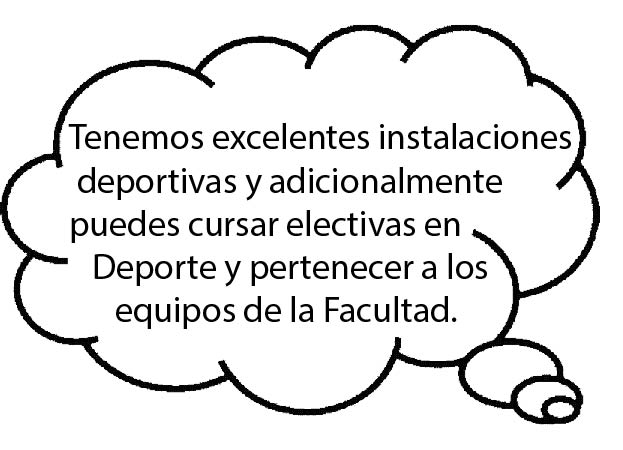 Tenemos excelentes instalaciones
deportivas y adicionalmente
puedes cursar electivas en
Deporte y pertenecer a los
equipos de la Facultad.